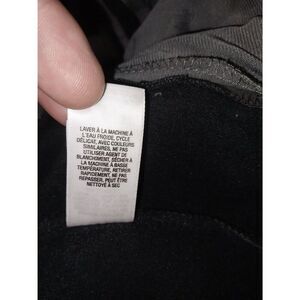 LAVER À LA MACHINE À
L'EAU FROIDE, CYCLE
DÉLICAT, AVEC COULEURS
SIMILAIRES, NE PAS
UTILISER AGENT DE
BLANCHIMENT, SÉCHER À
LA MACHINE A BASSE
TEMPÉRATURE, RETIRER
RAPIDEMENT, NE PAS
REPASSER, PEUT ÊTRE
NETTOYÉ À SEC